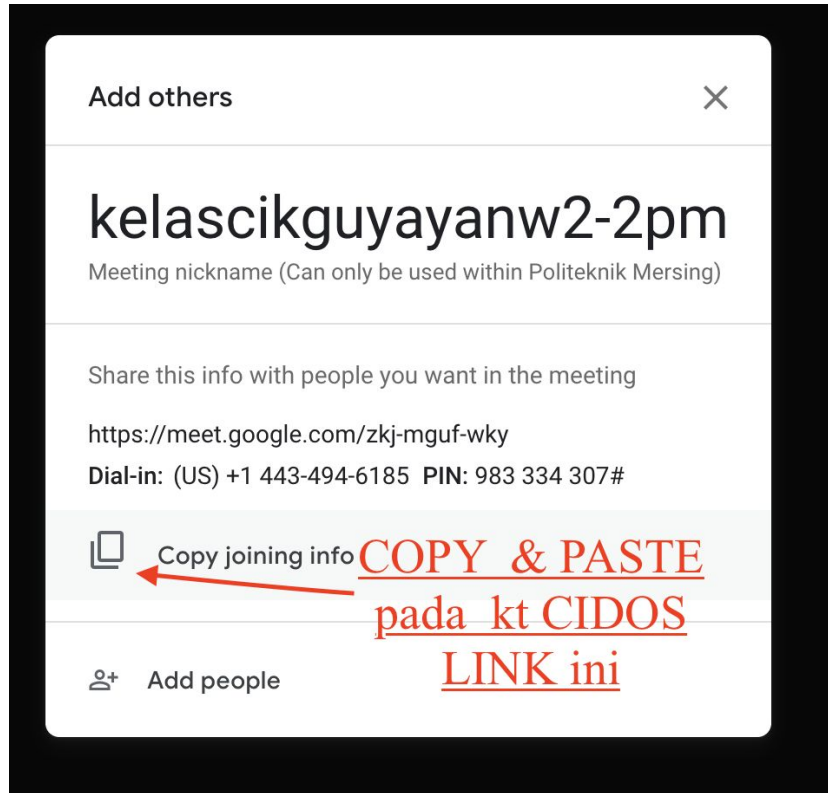 Add others
kelascikguyayanw2-2pm
Meeting nickname (Can only be used within Politeknik Mersing)
Share this info with people you want in the meeting
https://meet.google.com/zkj-mguf-wky
Dial-in: (US) +1 443-494-6185 PIN: 983 334 307#
Copy joining info COPY & PASTE
pada kt CIDOS
LINK ini
Add people